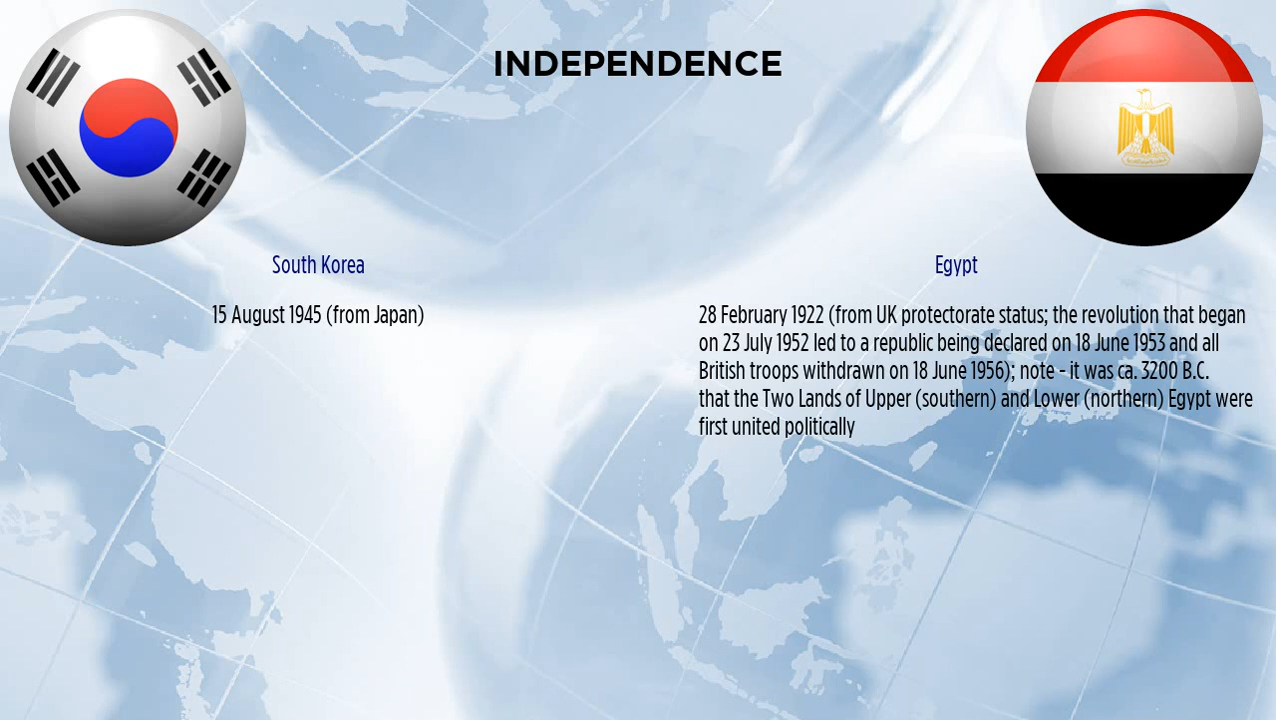 INDEPENDENCE
South Korea
15 August 1945 (from Japan)
Egypt
28 February 1922 (from UK protectorate status; the revolution that began
on 23 July 1952 led to a republic being declared on 18 June 1953 and all
British troops withdrawn on 18 June 1956); note - it was ca. 3200 B.C.
that the Two Lands of Upper (southern) and Lower (northern) Egypt were
first united politically